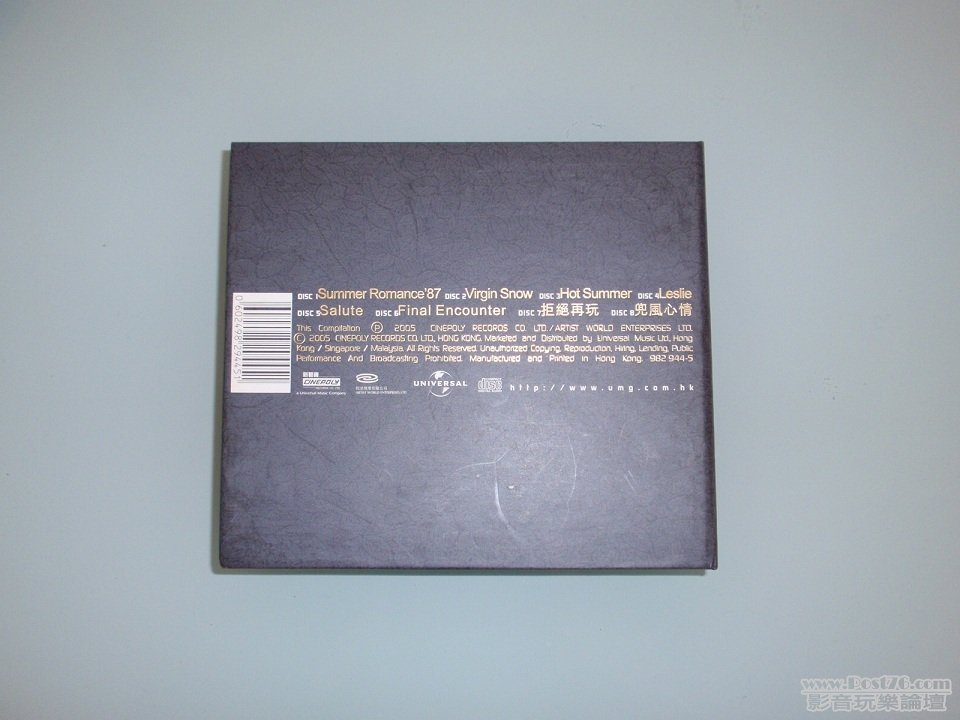 DISC 1 Summer Romance'87 DISC 2 Virgin Snow DISC 3 Hot Summer DISC 4 Leslie
DISC 5 Salute DISC 6 Final Encounter DISC 7 拒絕再玩 DISC 8 兜風心情
This Compilation Ⓟ 2005 CINEPOLY RECORDS CO. LTD./ARTIST WORLD ENTERPRISES LTD.
© 2005 CINEPOLY RECORDS CO. LTD., HONG KONG. Marketed and Distributed by Universal Music Ltd., Hong
Kong / Singapore / Malaysia. All Rights Reserved. Unauthorized Copying, Reproduction, Hiring, Lending, Public
Performance And Broadcasting Prohibited. Manufactured and Printed in Hong Kong. 982 944-5
0 602498 294451
CINEPOLY
a Universal Music Company
UNIVERSAL
http://www.umg.com.hk
www.Post76.com
影音玩樂論壇